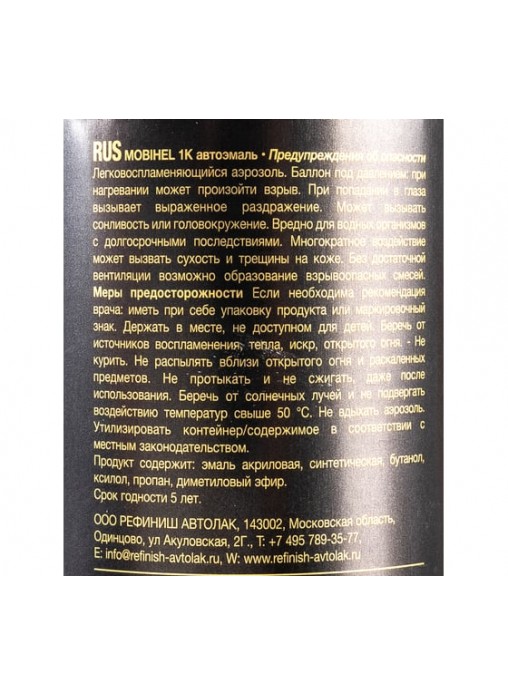 RUS MOBIHEL 1К автоэмаль • Предупреждения об опасности
Легковоспламеняющийся аэрозоль. Баллон под давлением: при
нагревании может произойти взрыв. При попадании в глаза
вызывает выраженное раздражение. Может вызывать
сонливость или головокружение. Вредно для водных организмов
с долгосрочными последствиями. Многократное воздействие
может вызвать сухость и трещины на коже. Без достаточной
вентиляции возможно образование взрывоопасных смесей.
Меры предосторожности Если необходима рекомендация
врача: иметь при себе упаковку продукта или маркировочный
знак. Держать в месте, не доступном для детей. Беречь от
источников воспламенения, тепла, искр, открытого огня. - Не
курить. Не распылять вблизи открытого огня и раскаленных
предметов. Не протыкать и не сжигать, даже после
использования. Беречь от солнечных лучей и не подвергать
воздействию температур свыше 50 °С. Не вдыхать аэрозоль.
Утилизировать контейнер/содержимое в соответствии с
местным законодательством.
Продукт содержит: эмаль акриловая, синтетическая, бутанол,
ксилол, пропан, диметиловый эфир.
Срок годности 5 лет.
ООО РЕФИНИШ АВТОЛАК, 143002, Московская область,
Одинцово, ул Акуловская, 2Г., Т: +7 495 789-35-77,
E: info@refinish-avtolak.ru, W: www.refinish-avtolak.ru